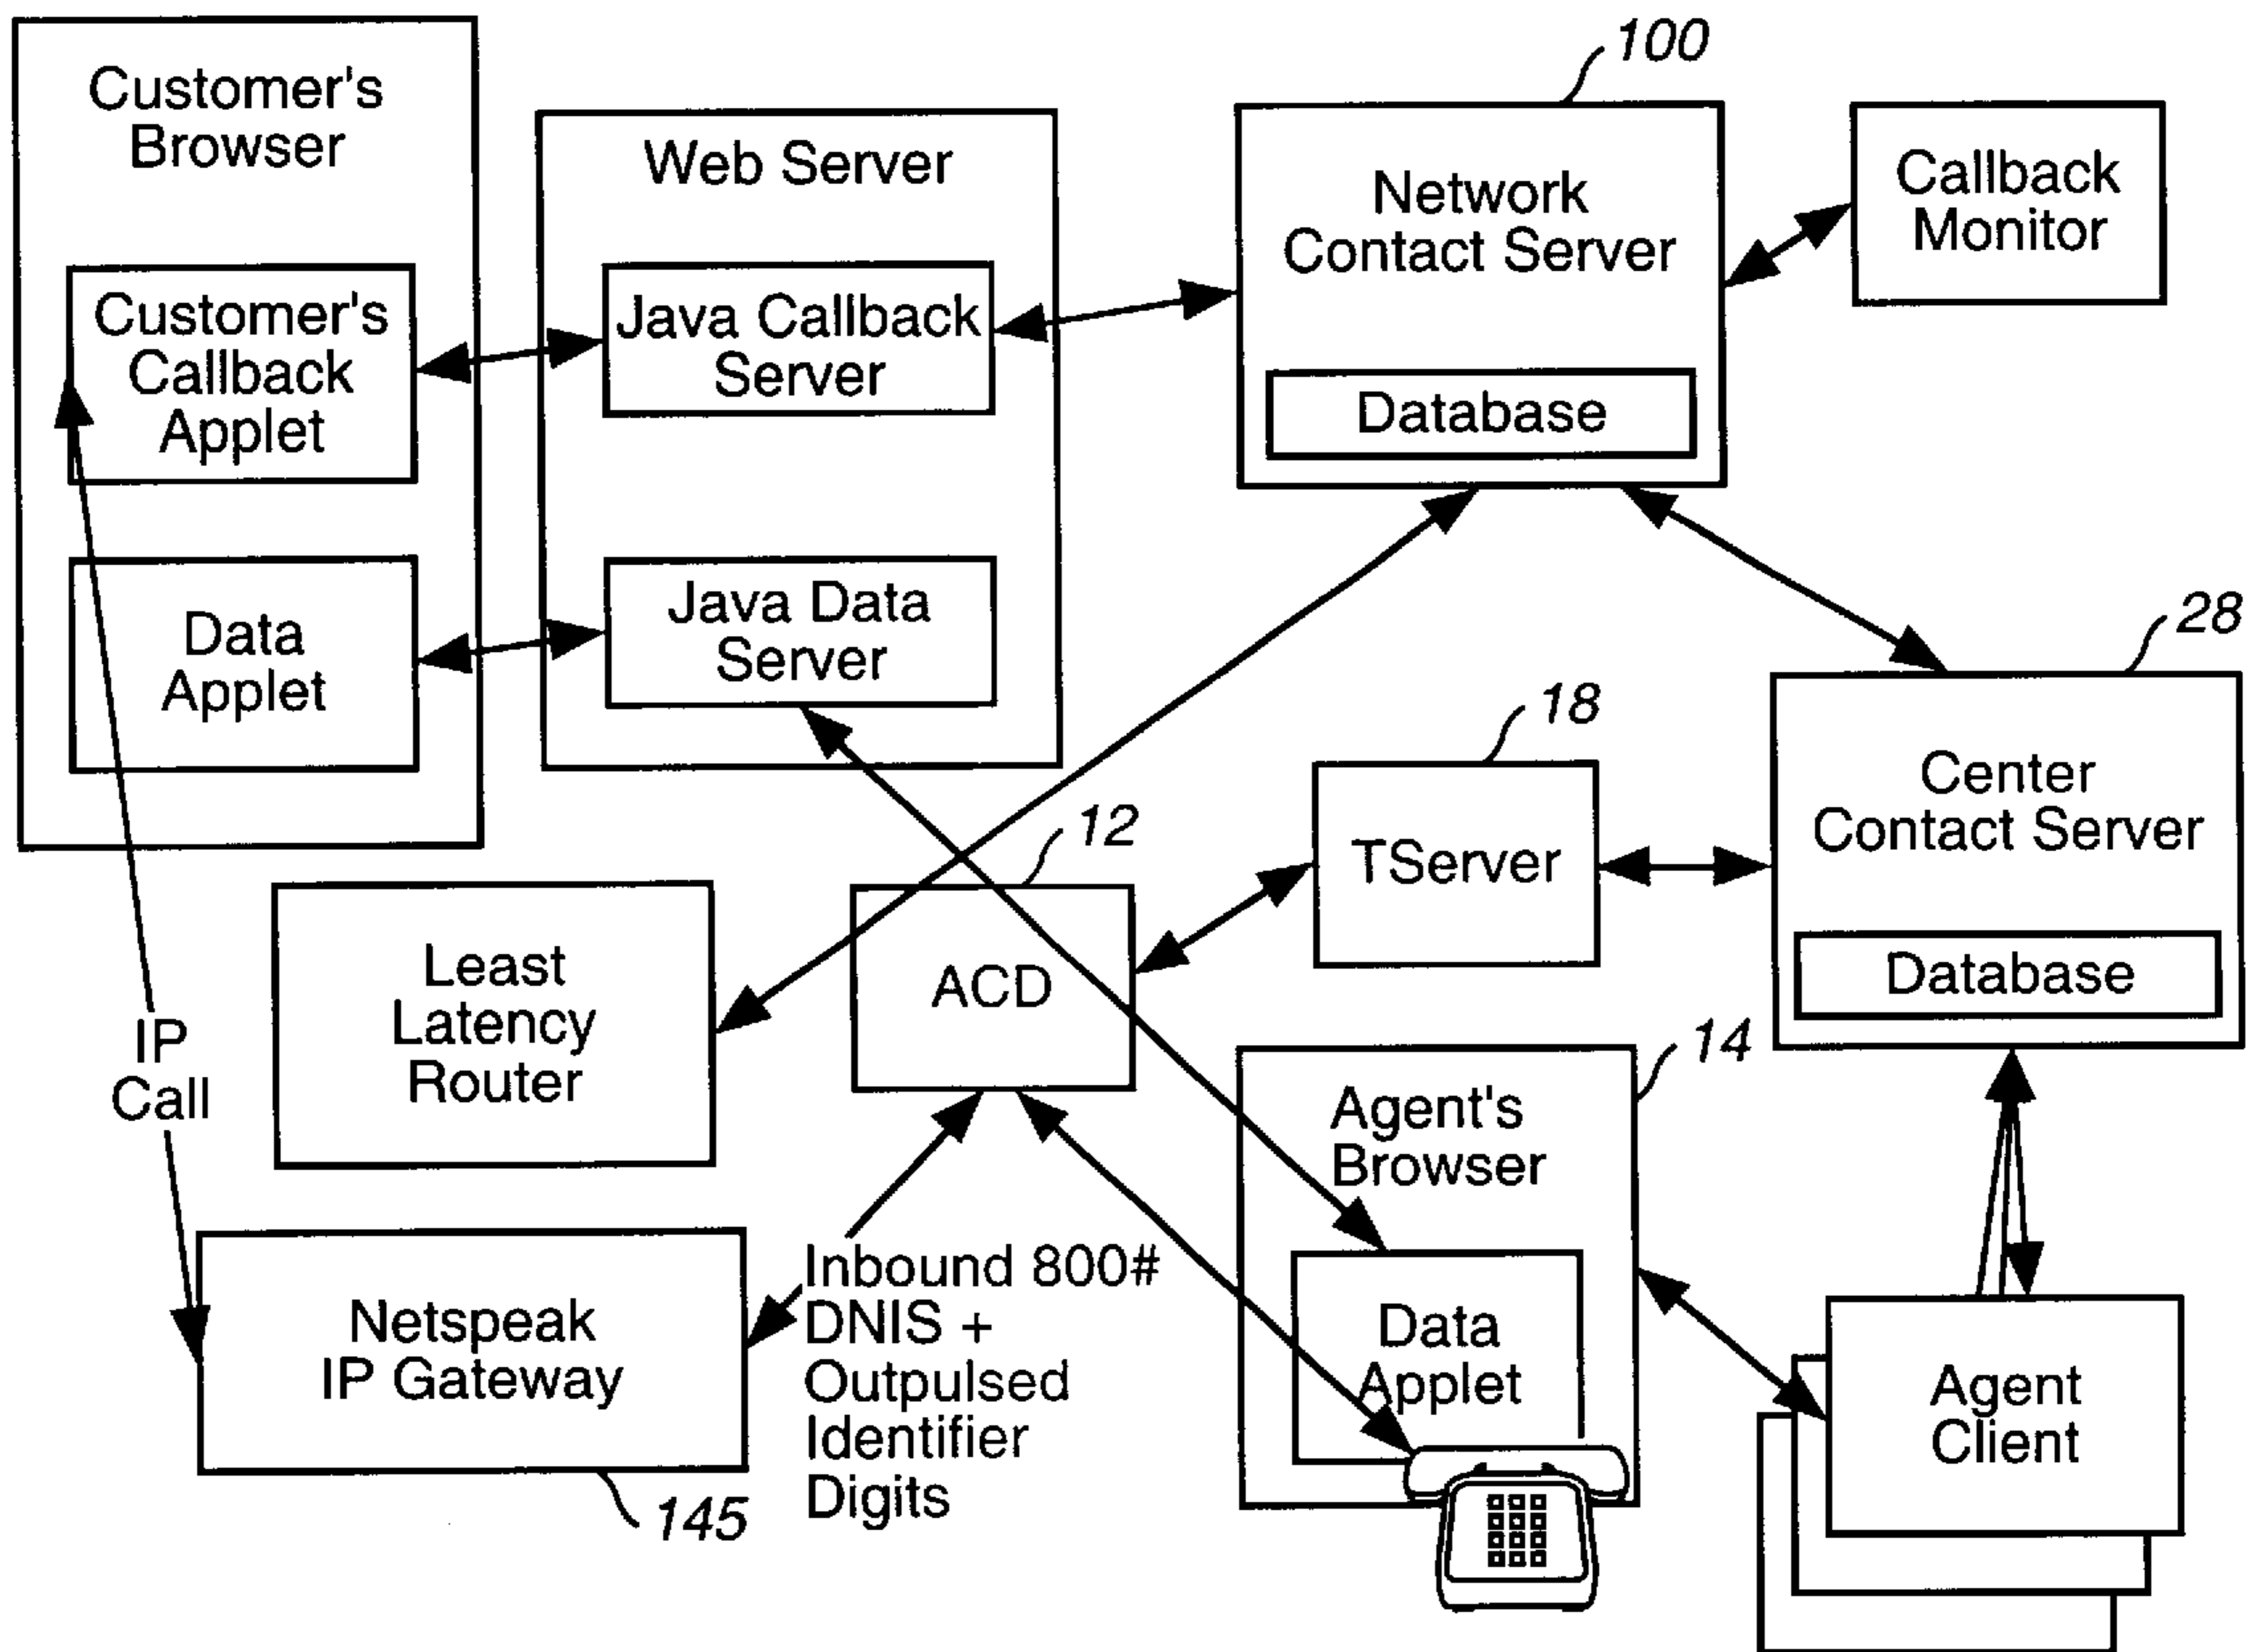 Customer's
Browser
Customer's
Callback
Applet
Data
Applet
Web Server
Java Callback
Server
Java Data
Server
100
Network
Contact Server
Database
Callback
Monitor
28
Center
Contact Server
Database
18
TServer
12
ACD
Least
Latency
Router
IP
Call
Netspeak
IP Gateway
145
Inbound 800#
DNIS +
Outpulsed
Identifier
Digits
14
Agent's
Browser
Data
Applet
Agent
Client